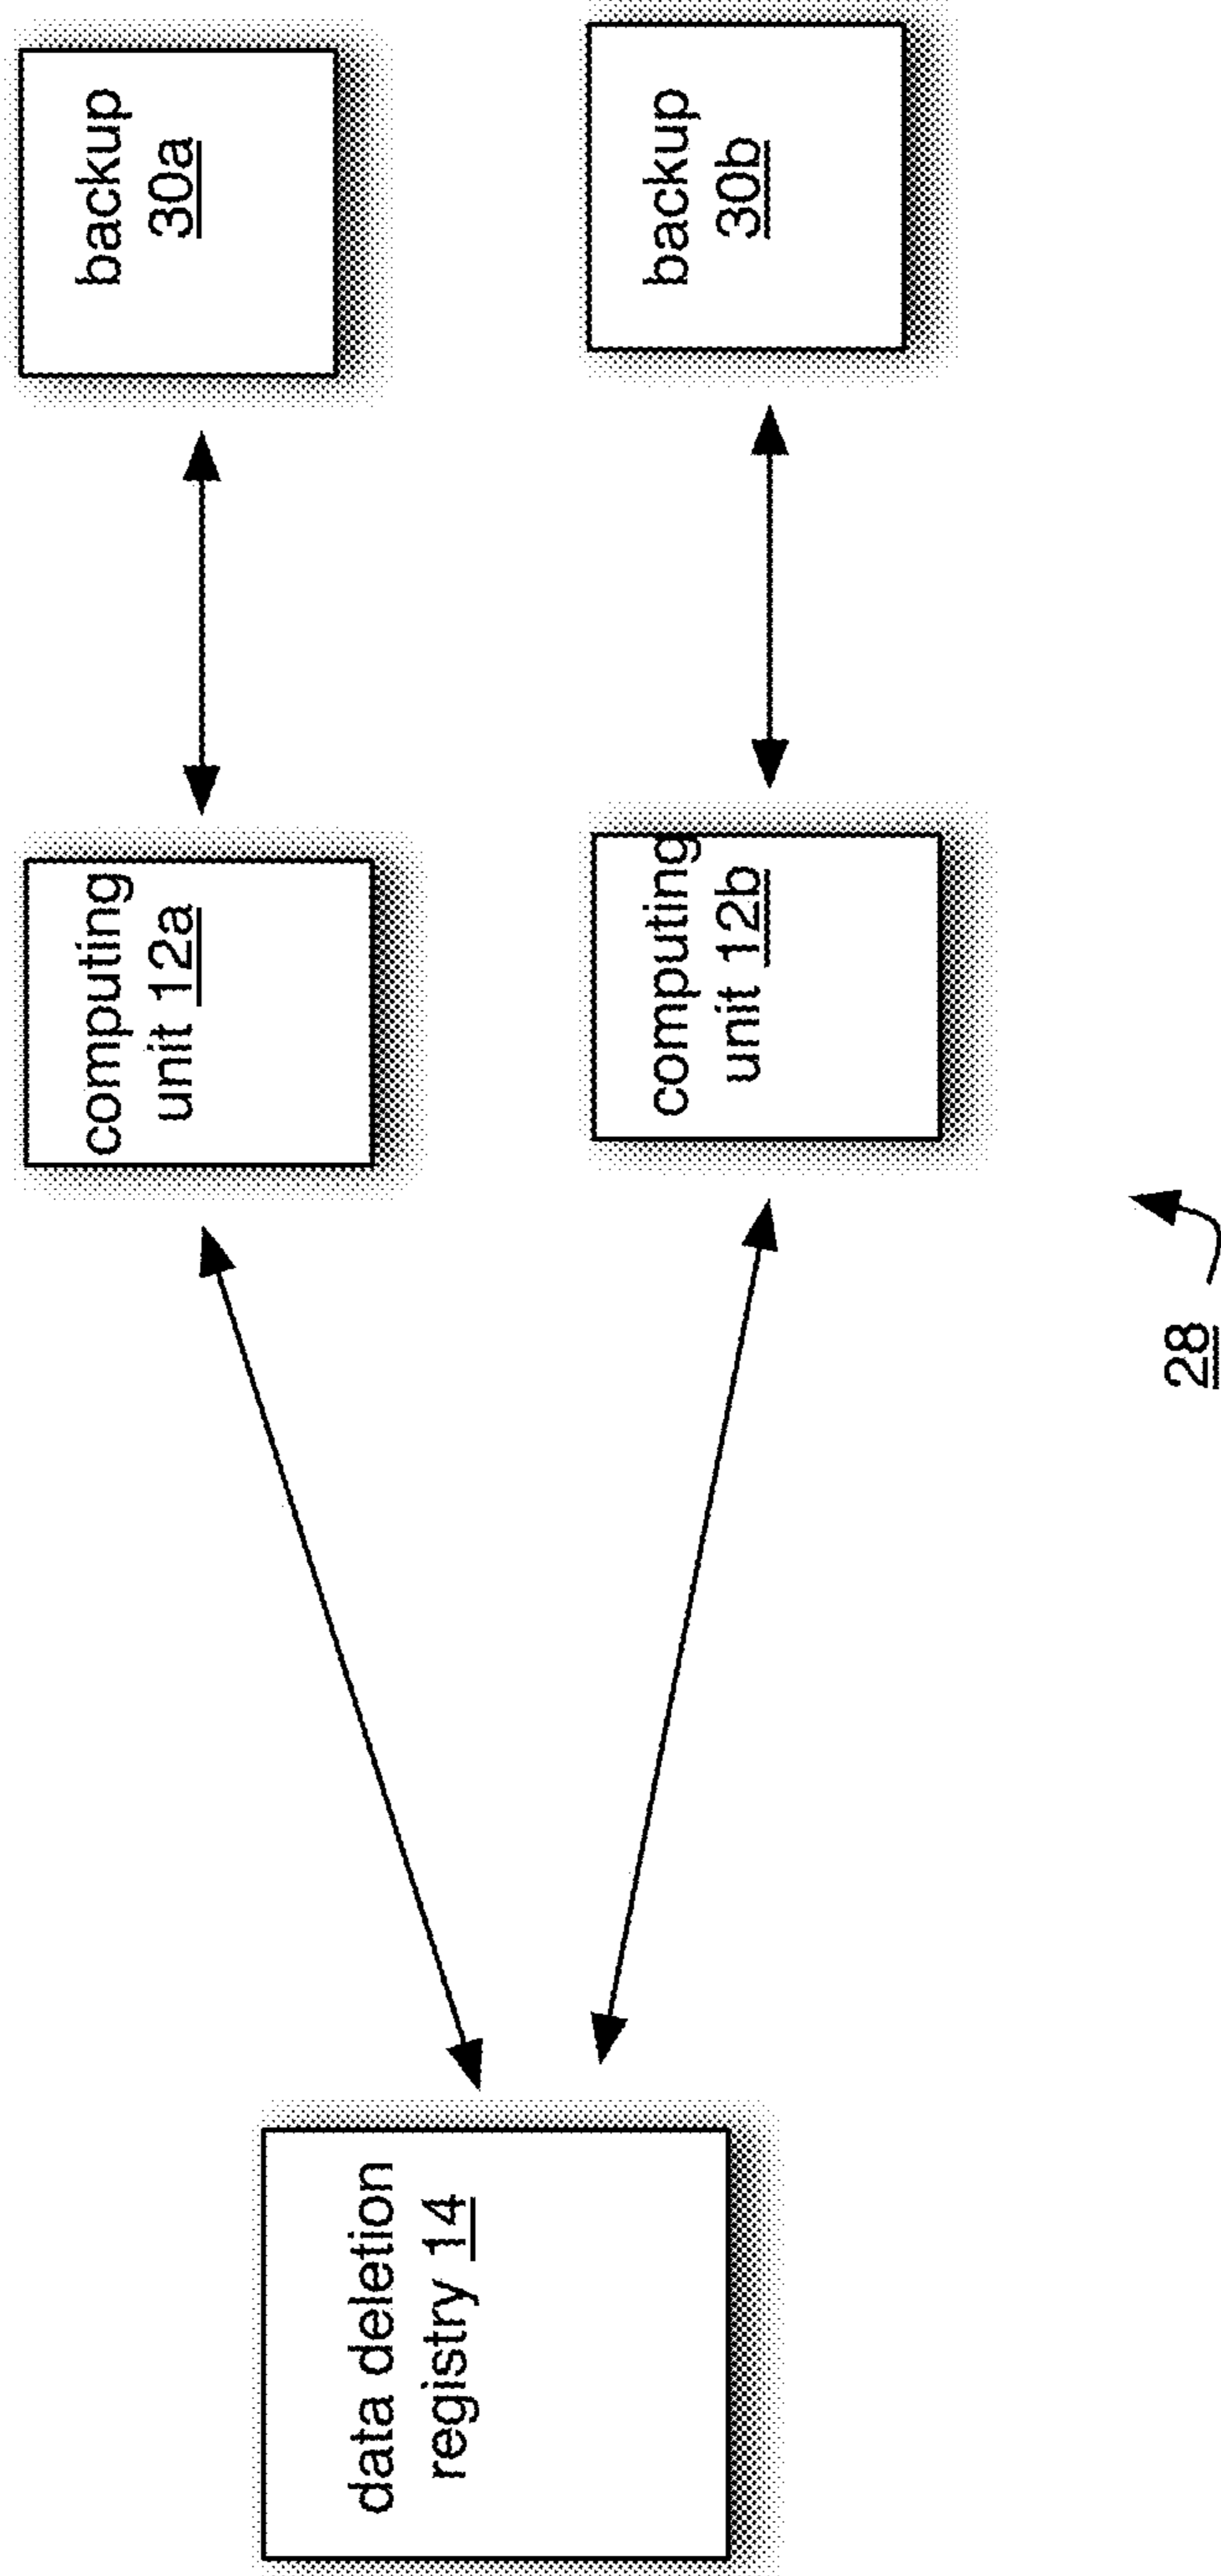 data deletion
registry 14
computing
unit 12a
computing
unit 12b
backup
30a
backup
30b
28